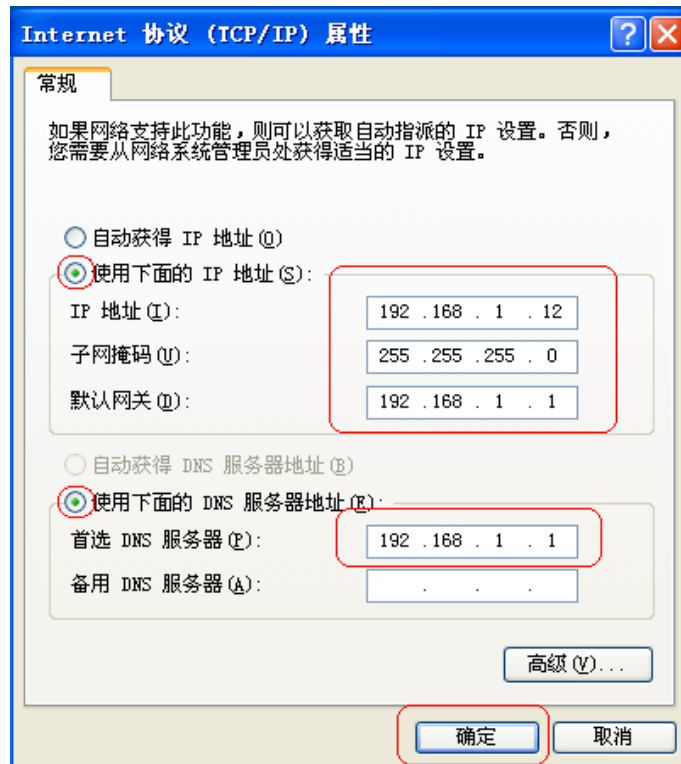 Internet 协议 (TCP/IP) 属性
常规
如果网络支持此功能，则可以获取自动指派的 IP 设置。否则，
您需要从网络系统管理员处获得适当的 IP 设置。
自动获得 IP 地址(O)
使用下面的 IP 地址(S):
IP 地址(I): 192 .168 . 1 . 12
子网掩码(U): 255 .255 .255 . 0
默认网关(D): 192 .168 . 1 . 1
自动获得 DNS 服务器地址(B)
使用下面的 DNS 服务器地址(E):
首选 DNS 服务器(P): 192 .168 . 1 . 1
备用 DNS 服务器(A): . . .
高级(V)...
确定 取消